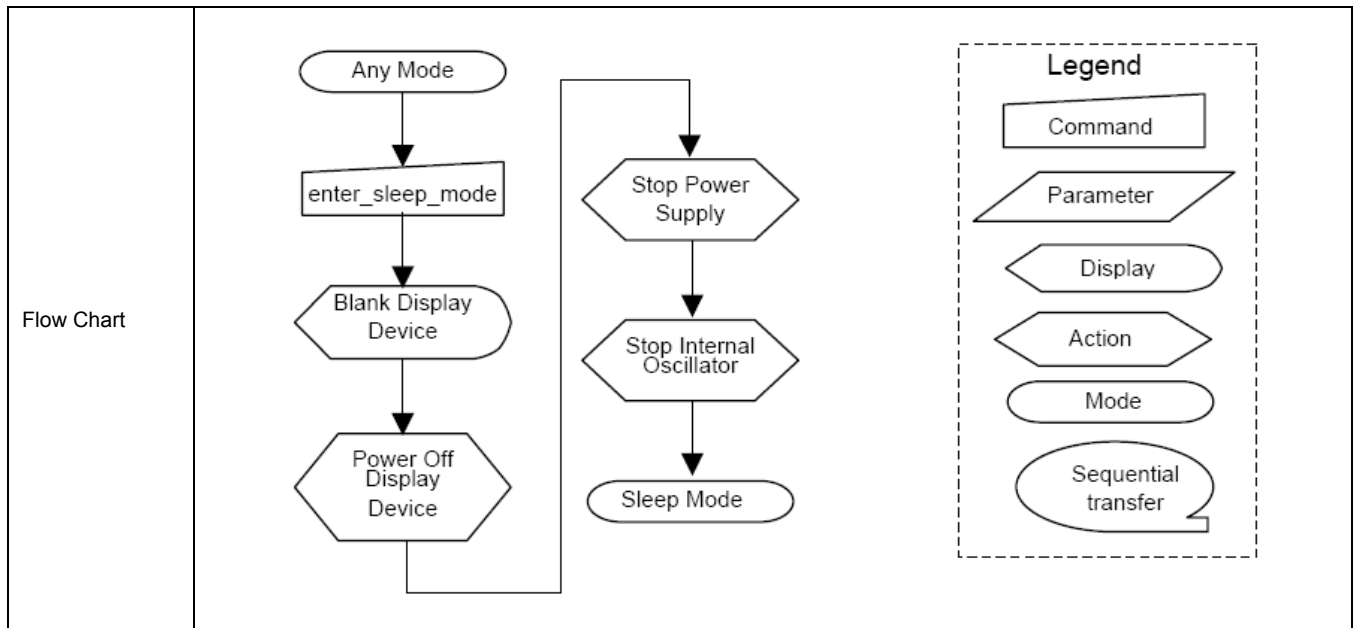 Flow Chart
Any Mode
enter_sleep_mode
Blank Display
Device
Power Off
Display
Device
Stop Power
Supply
Stop Internal
Oscillator
Sleep Mode
Legend
Command
Parameter
Display
Action
Mode
Sequential
transfer